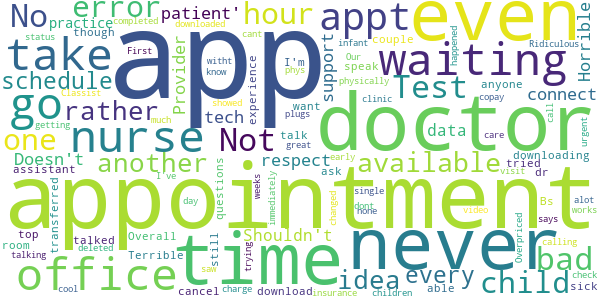 No error patient' hour appt even
practice completed downloaded cant
status though First take app Provider I'm couple waiting Horrible
schedule witht know experience phys support infant happened Ridiculous
Our speak anyone
go rather tech want physically Test connect
Classist showed plugs clinic copay
one nurse Not talk great doctor data care
getting much
Doesn't another respect available downloading
assistant transferred I've questions ask early tried visit dr urgent call
appointment
day weeks immediately changed single dont none Bs alot works
top room talked Overall still Shouldn't video says
talking deleted Terrible saw trying time never Overpriced calling bad
office idea every child
cool cancel charge download insurance children able sick check